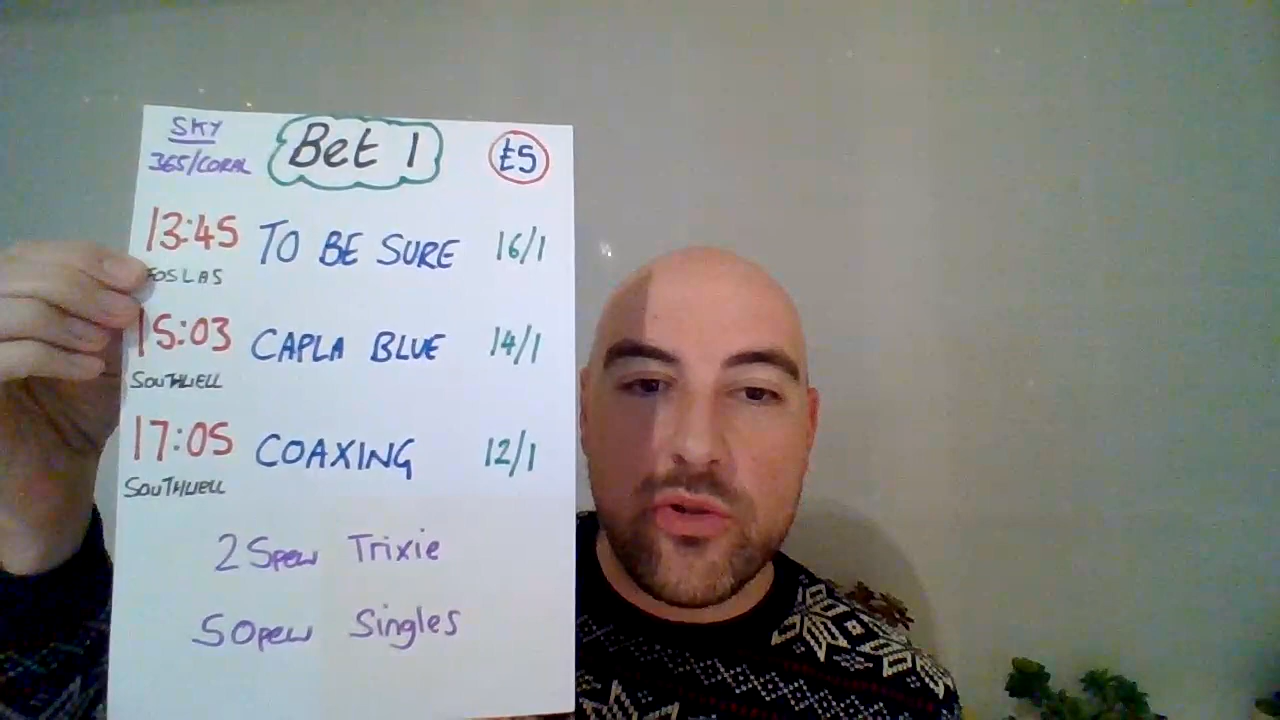 SKY
365/CORAL
Bet 1
£5
13:45 TO BE SURE 16/1
FOSLAS
15:03 CAPLA BLUE 14/1
SOUTHWELL
17:05 COAXING 12/1
SOUTHWELL
25pew Trixie
50pew Singles